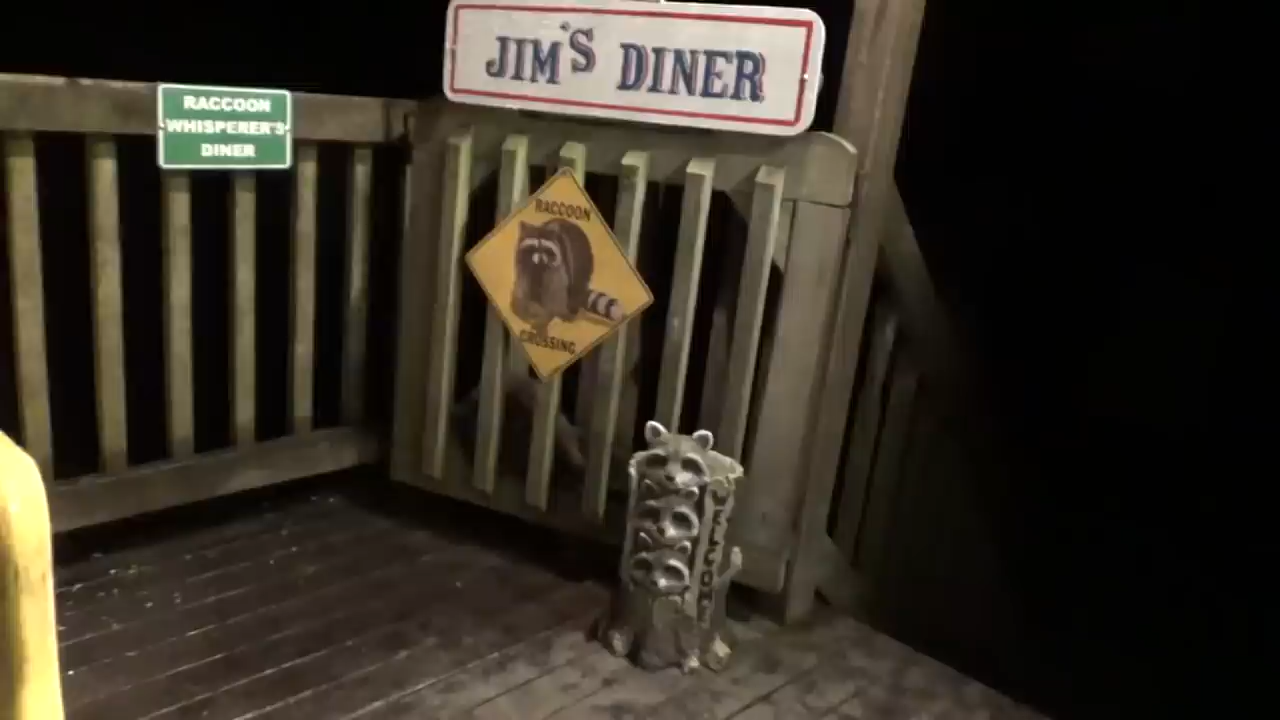 JIM'S DINER
RACCOON
WHISPERER'S
DINER
RACCOON
CROSSING
WELCOME